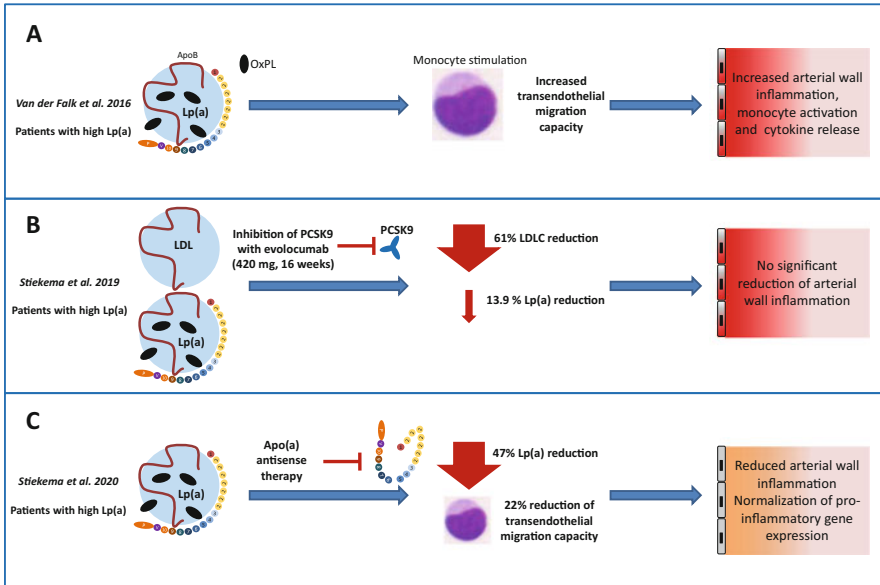 A
ApoB
OxPL
Lp(a)
Van der Falk et al. 2016
Patients with high Lp(a)
Monocyte stimulation
Increased
transendothelial
migration
capacity
Increased arterial wall
inflammation,
monocyte activation
and cytokine release
B
LDL
Lp(a)
Stiekema et al. 2019
Patients with high Lp(a)
Inhibition of PCSK9
with evolocumab
(420 mg, 16 weeks)
PCSK9
61% LDLC reduction
13.9 % Lp(a) reduction
No significant
reduction of arterial
wall inflammation
C
Lp(a)
Stiekema et al. 2020
Patients with high Lp(a)
Apo(a)
antisense
therapy
47% Lp(a) reduction
22% reduction of
transendothelial
migration capacity
Reduced arterial wall
inflammation
Normalization of pro-
inflammatory gene
expression